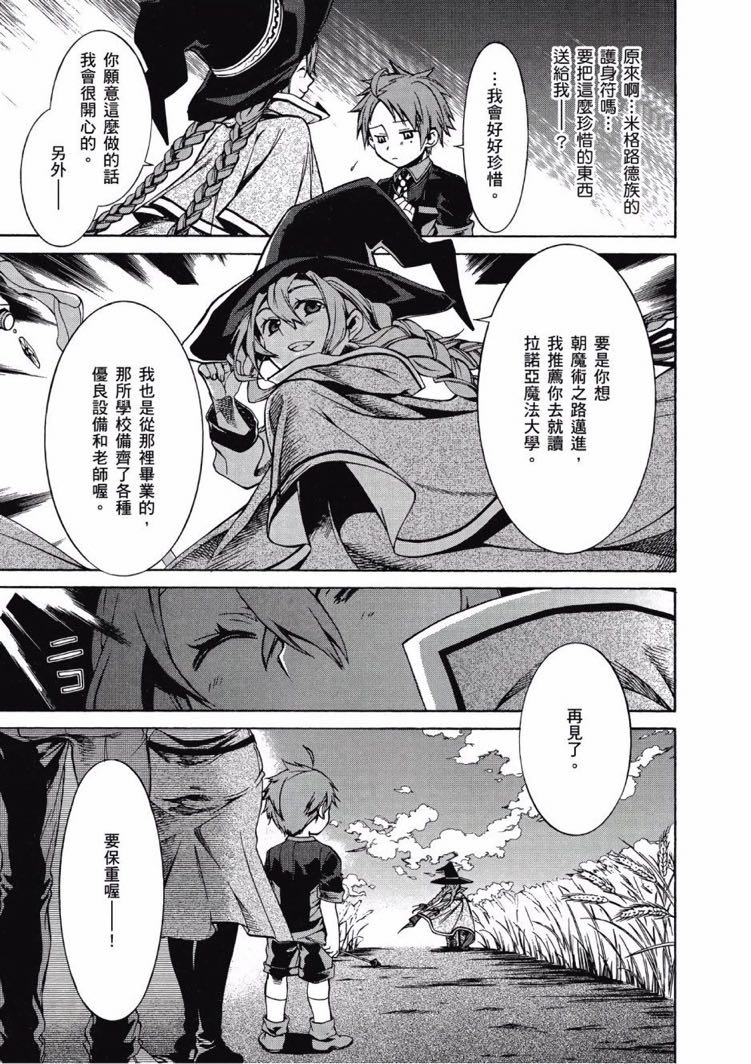 原來啊…米格路德族的
護身符嗎…
要把這麼珍惜的東西
送給我——？
…我會好好珍惜。
你願意這麼做的話
我會很開心的。
另外——
要是你想
朝魔術之路邁進，
我推薦你去就讀
拉諾亞魔法大學。
我也是從那裡畢業的，
那所學校備齊了各種
優良設備和老師喔。
ニコ
再見了。
要保重喔——！